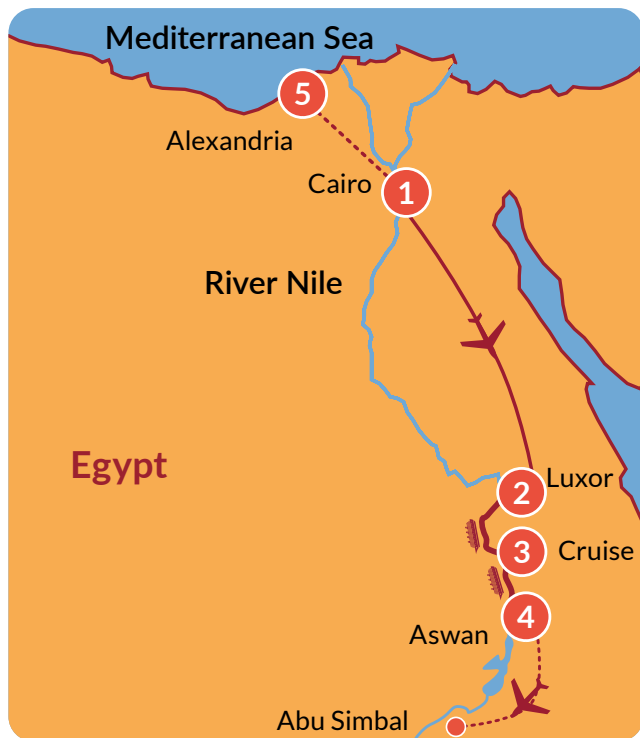 Mediterranean Sea
5
Alexandria
Cairo
1
River Nile
Egypt
2
Luxor
3
Cruise
4
Aswan
Abu Simbal